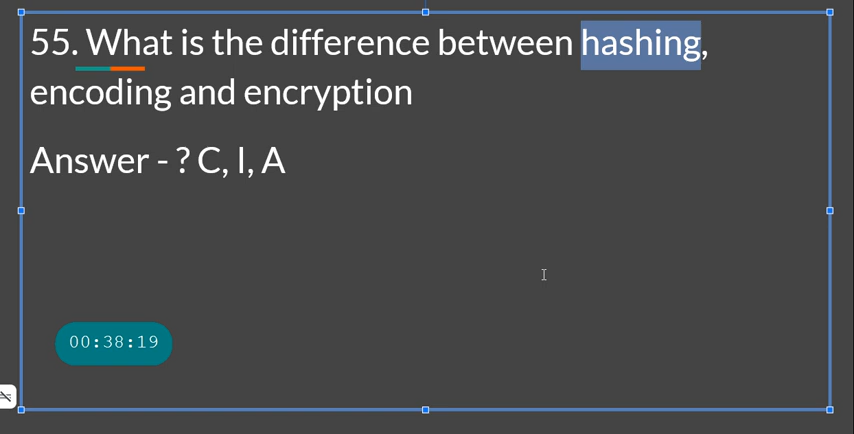 55. What is the difference between hashing,
encoding and encryption
Answer - ? C, I, A
00:38:19